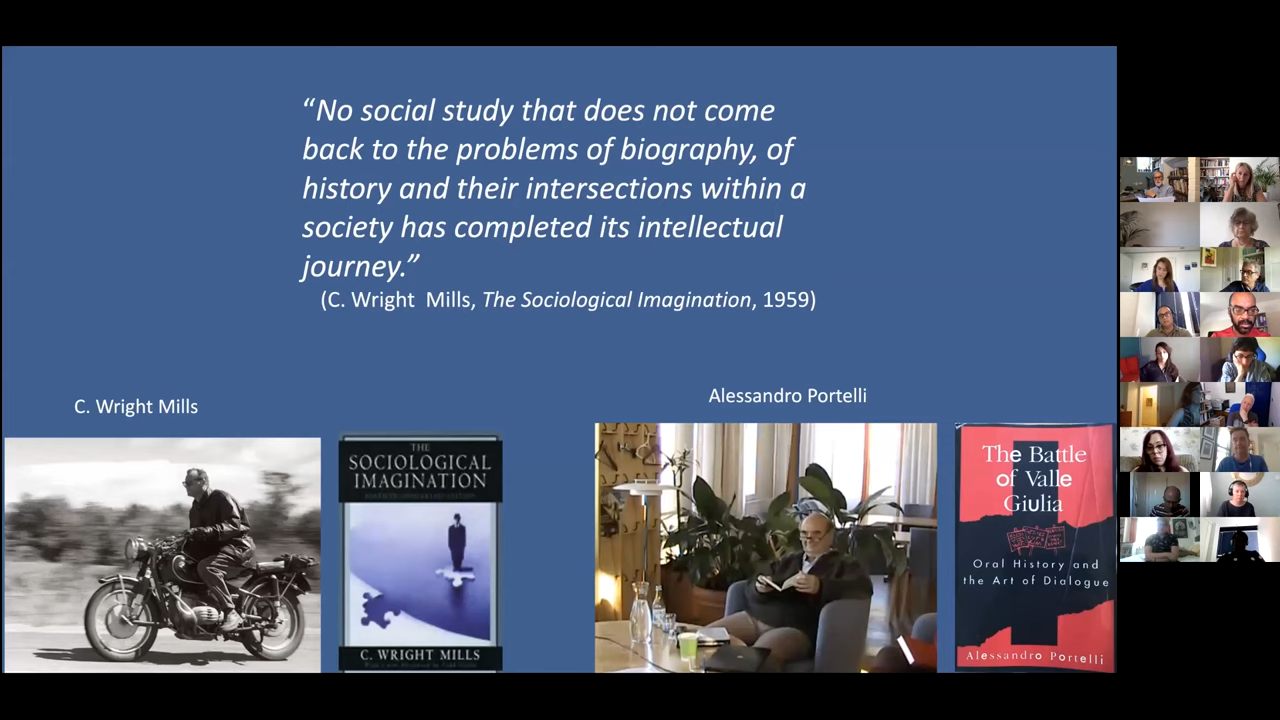 “No social study that does not come
back to the problems of biography, of
history and their intersections within a
society has completed its intellectual
journey.”
(C. Wright Mills, The Sociological Imagination, 1959)
C. Wright Mills
Alessandro Portelli
THE
SOCIOLOGICAL
IMAGINATION
C. WRIGHT MILLS
The Battle
of Valle
Giulia
Oral History and
the Art of Dialogue
Alessandro Portelli